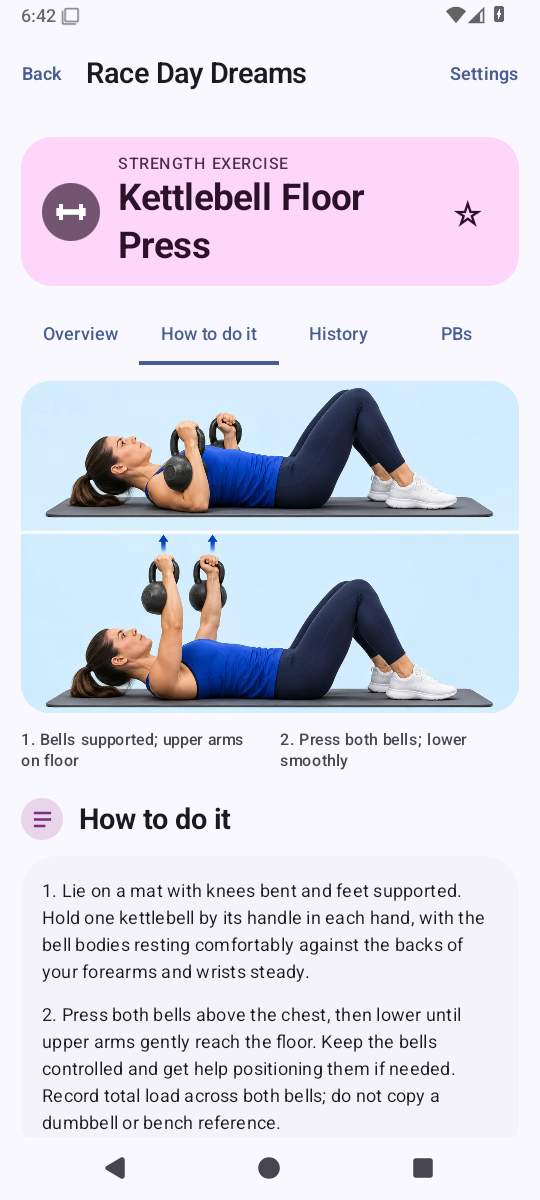 6:42
Back
Race Day Dreams
Settings
STRENGTH EXERCISE
Kettlebell Floor
Press
Overview
How to do it
History
PBs
1. Bells supported; upper arms
on floor
2. Press both bells; lower
smoothly
How to do it
1. Lie on a mat with knees bent and feet supported.
Hold one kettlebell by its handle in each hand, with the
bell bodies resting comfortably against the backs of
your forearms and wrists steady.
2. Press both bells above the chest, then lower until
upper arms gently reach the floor. Keep the bells
controlled and get help positioning them if needed.
Record total load across both bells; do not copy a
dumbbell or bench reference.